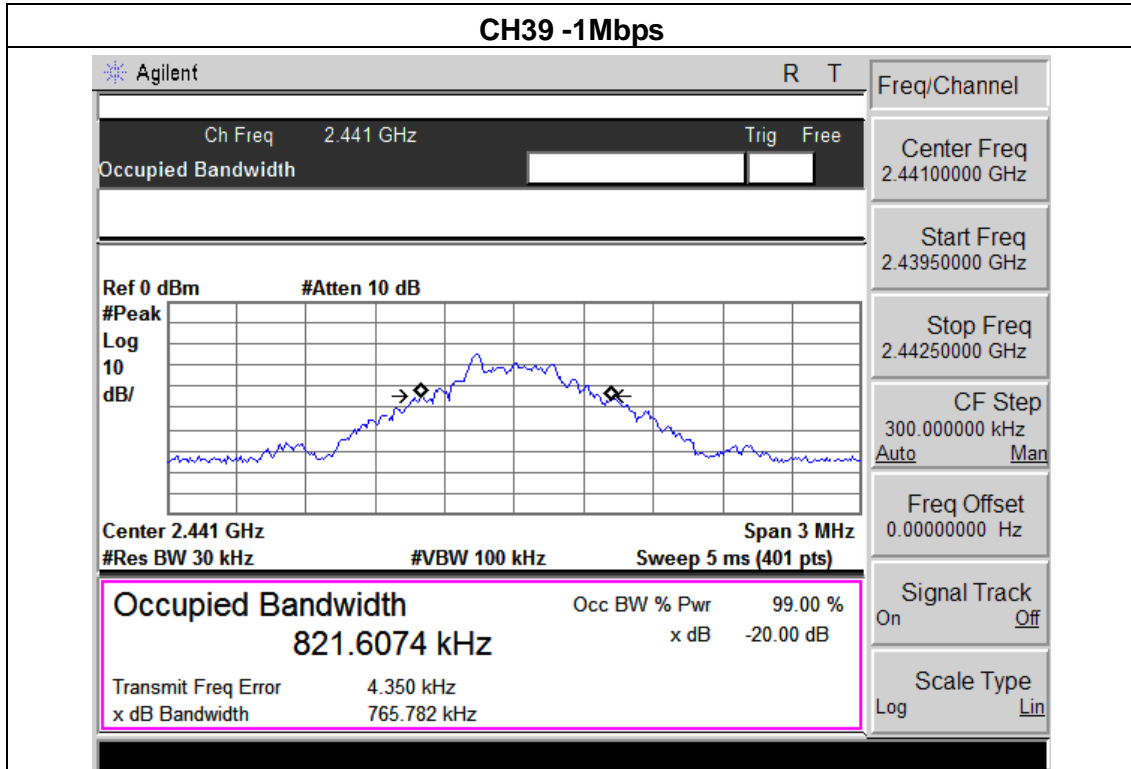 CH39 -1Mbps
Agilent R T
Ch Freq 2.441 GHz Trig Free
Occupied Bandwidth
Ref 0 dBm #Atten 10 dB
#Peak
Log
10
dB/
Center 2.441 GHz Span 3 MHz
#Res BW 30 kHz #VBW 100 kHz Sweep 5 ms (401 pts)
Occupied Bandwidth Occ BW % Pwr 99.00 %
821.6074 kHz x dB -20.00 dB
Transmit Freq Error 4.350 kHz
x dB Bandwidth 765.782 kHz
Freq/Channel
Center Freq
2.44100000 GHz
Start Freq
2.43950000 GHz
Stop Freq
2.44250000 GHz
CF Step
300.000000 kHz
Auto Man
Freq Offset
0.00000000 Hz
Signal Track
On Off
Scale Type
Log Lin